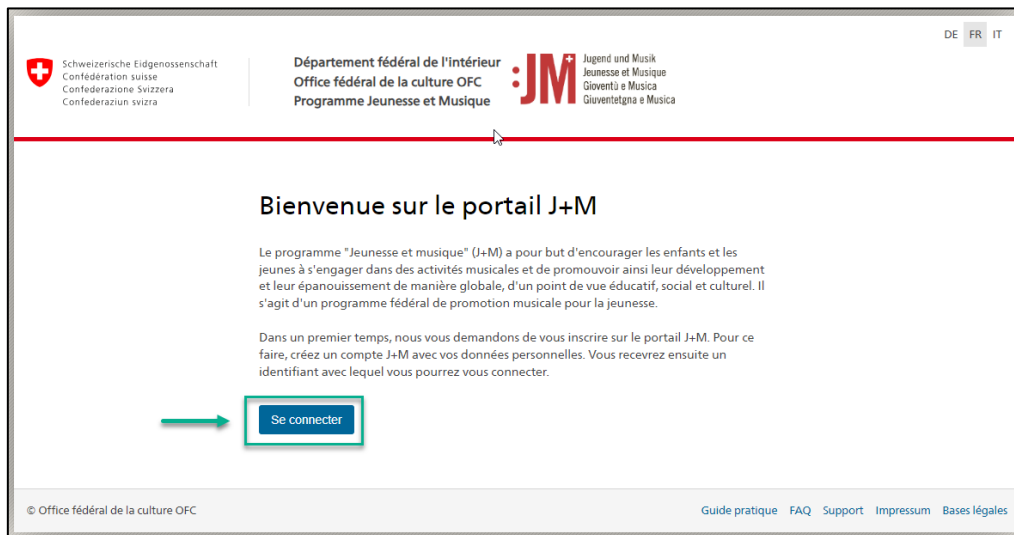 DE FR IT
Schweizerische Eidgenossenschaft
Confédération suisse
Confederazione Svizzera
Confederaziun svizra
Département fédéral de l'intérieur
Office fédéral de la culture OFC
Programme Jeunesse et Musique
:JM
Jugend und Musik
Jeunesse et Musique
Gioventù e Musica
Giuventetgna e Musica
Bienvenue sur le portail J+M
Le programme "Jeunesse et musique" (J+M) a pour but d'encourager les enfants et les
jeunes à s'engager dans des activités musicales et de promouvoir ainsi leur développement
et leur épanouissement de manière globale, d'un point de vue éducatif, social et culturel. Il
s'agit d'un programme fédéral de promotion musicale pour la jeunesse.
Dans un premier temps, nous vous demandons de vous inscrire sur le portail J+M. Pour ce
faire, créez un compte J+M avec vos données personnelles. Vous recevrez ensuite un
identifiant avec lequel vous pourrez vous connecter.
Se connecter
© Office fédéral de la culture OFC
Guide pratique FAQ Support Impressum Bases légales